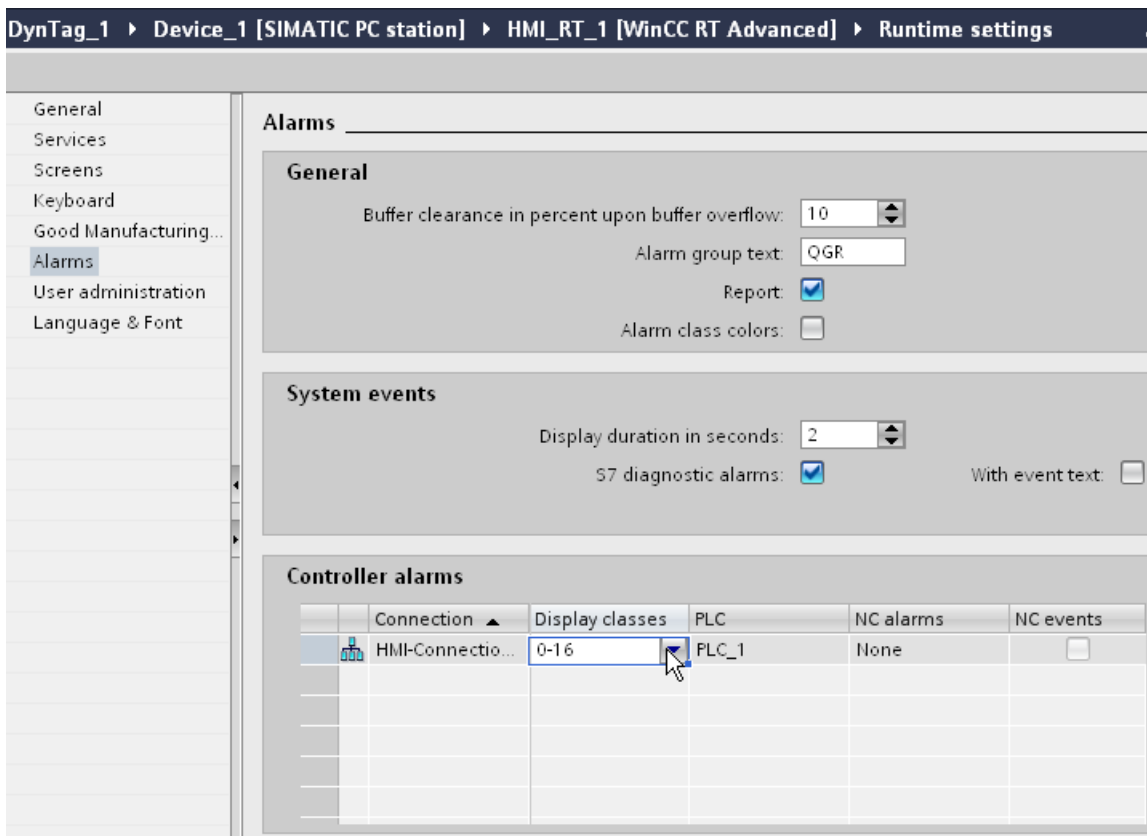 DynTag_1 ▸ Device_1 [SIMATIC PC station] ▸ HMI_RT_1 [WinCC RT Advanced] ▸ Runtime settings
General
Services
Screens
Keyboard
Good Manufacturing...
Alarms
User administration
Language & Font
Alarms
General
Buffer clearance in percent upon buffer overflow: 10
Alarm group text: QGR
Report:
Alarm class colors:
System events
Display duration in seconds: 2
S7 diagnostic alarms: With event text:
Controller alarms
Connection Display classes PLC NC alarms NC events
HMI-Connectio... 0-16 PLC_1 None